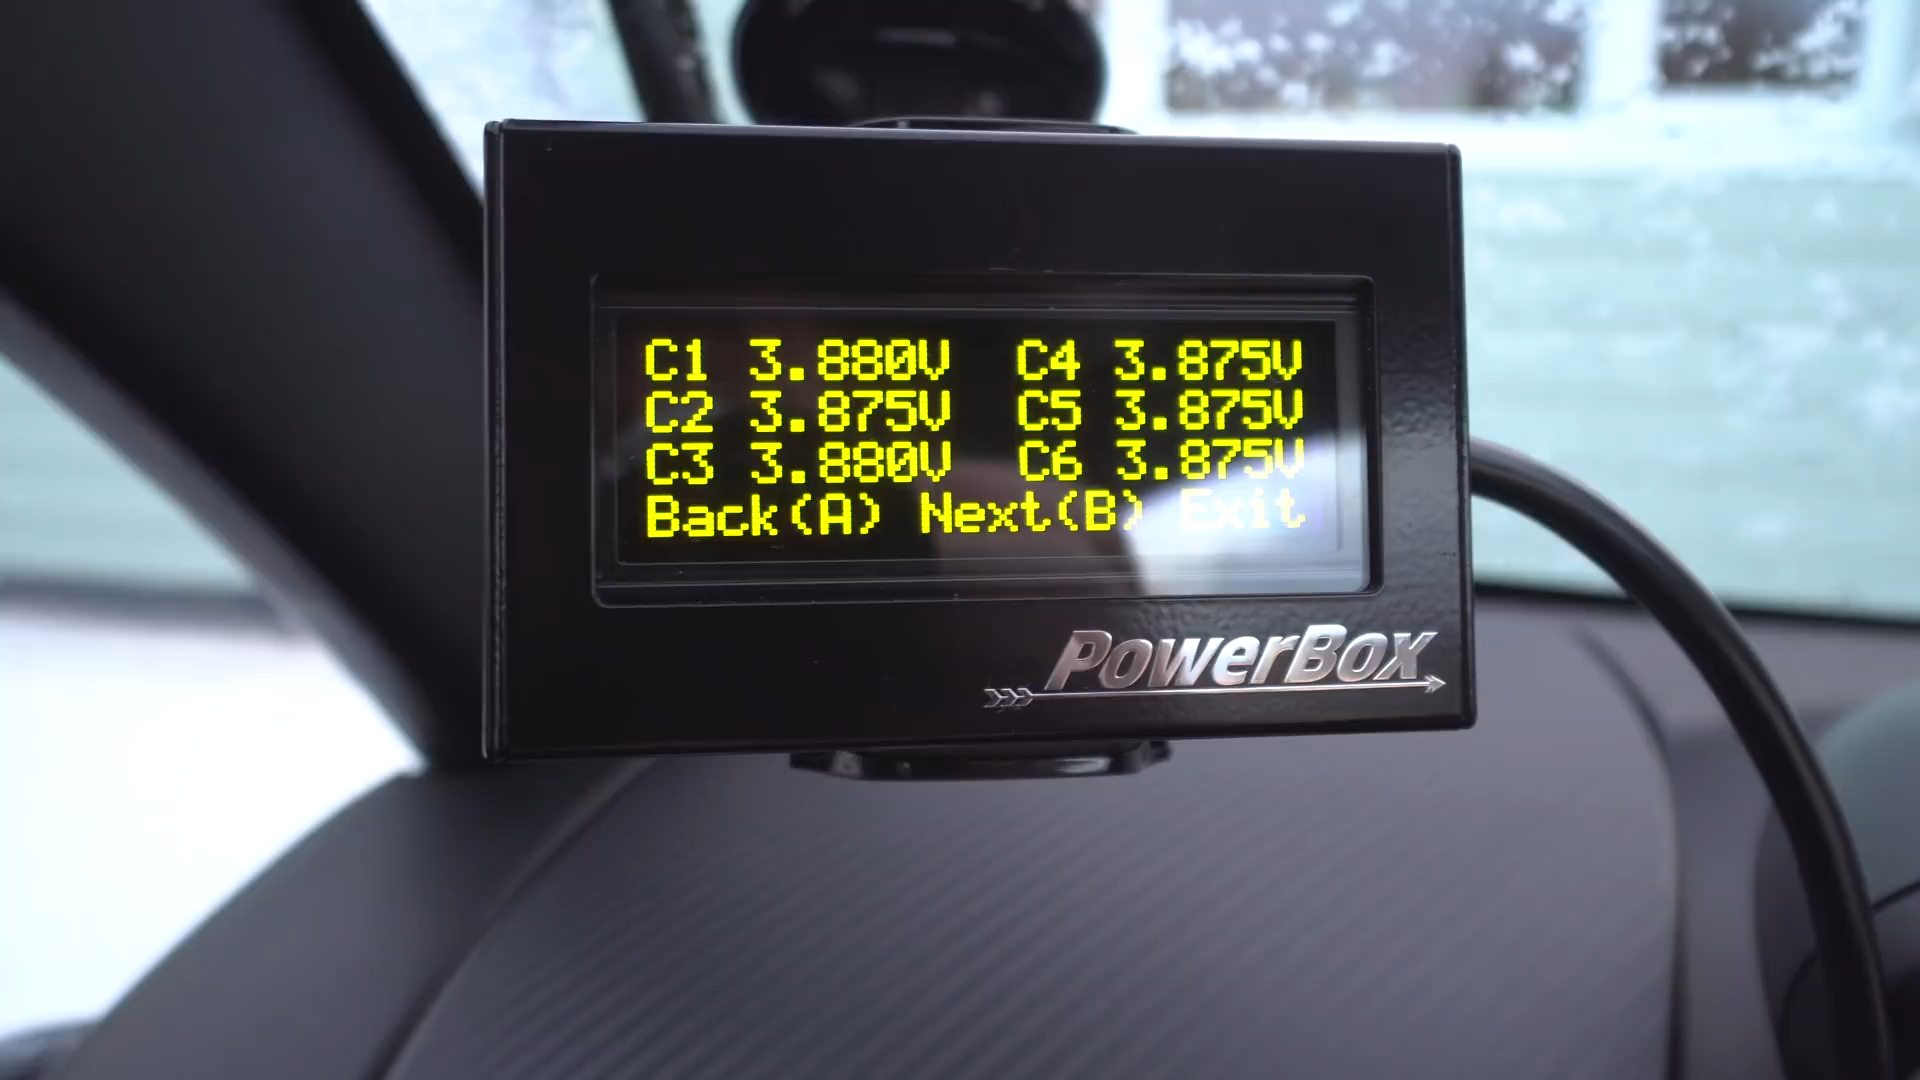 C1 3.880V C4 3.875V
C2 3.875V C5 3.875V
C3 3.880V C6 3.875V
Back(A) Next(B) Exit
PowerBox